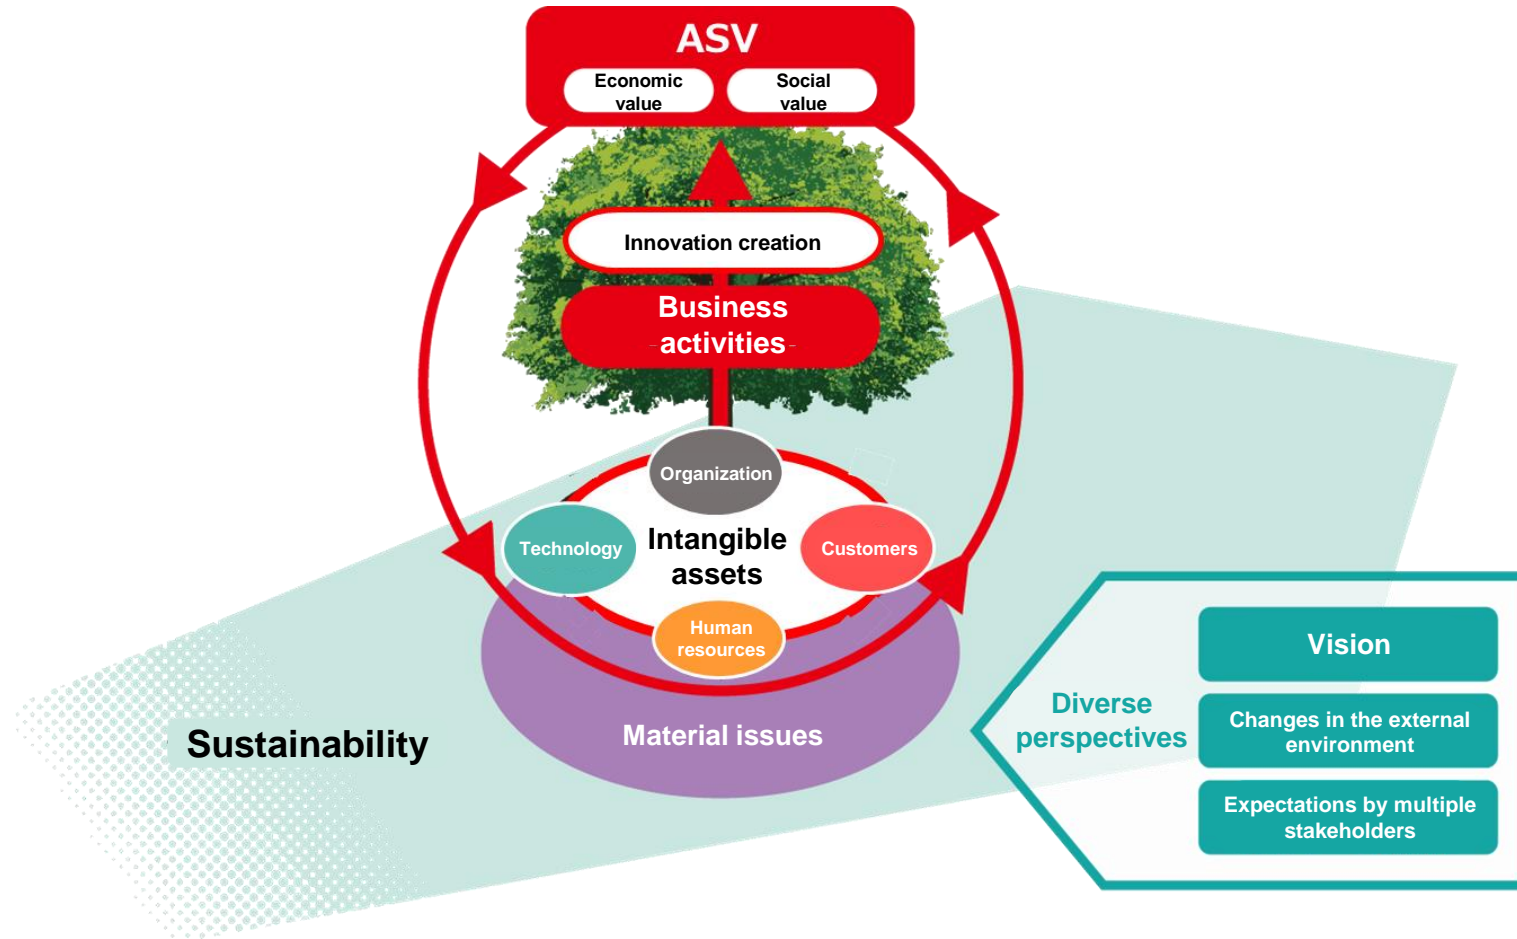 ASV
Economic
value
Social
value
Innovation creation
Business
activities
Organization
Technology
Intangible
assets
Customers
Human
resources
Material issues
Sustainability
Diverse
perspectives
Vision
Changes in the external
environment
Expectations by multiple
stakeholders